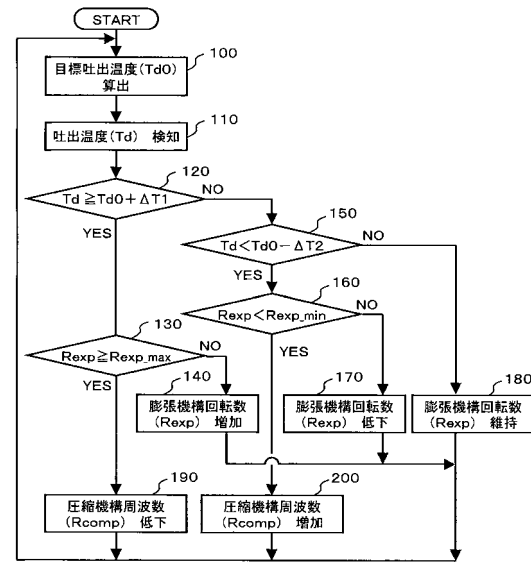 START
100
目標吐出温度(Td0)
算出
110
吐出温度(Td) 検知
120
Td≧Td0+ΔT1
NO
YES
150
Td<Td0-ΔT2
NO
YES
160
Rexp<Rexp_min
NO
YES
130
Rexp≧Rexp_max
NO
YES
140
膨張機構回転数
(Rexp) 増加
170
膨張機構回転数
(Rexp) 低下
180
膨張機構回転数
(Rexp) 維持
190
圧縮機構周波数
(Rcomp) 低下
200
圧縮機構周波数
(Rcomp) 増加